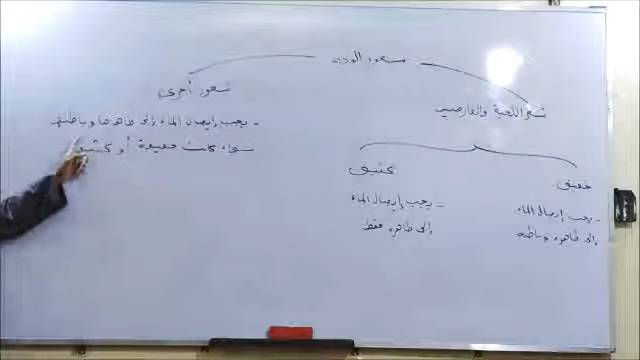 شعور الوجه
شعر اللحية والعارضين
خفيف
- يجب إيصال الماء
إلى ظاهره وباطنه
كثيف
- يجب إيصال الماء
إلى ظاهره فقط
شعور أخرى
- يجب إيصال الماء إلى ظاهرها وباطنها
سواء كانت خفيفة أو كثيفة